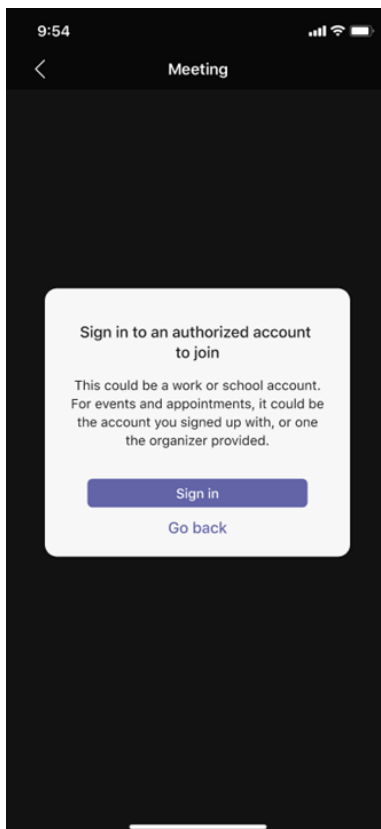 9:54
Meeting
Sign in to an authorized account
to join
This could be a work or school account.
For events and appointments, it could be
the account you signed up with, or one
the organizer provided.
Sign in
Go back